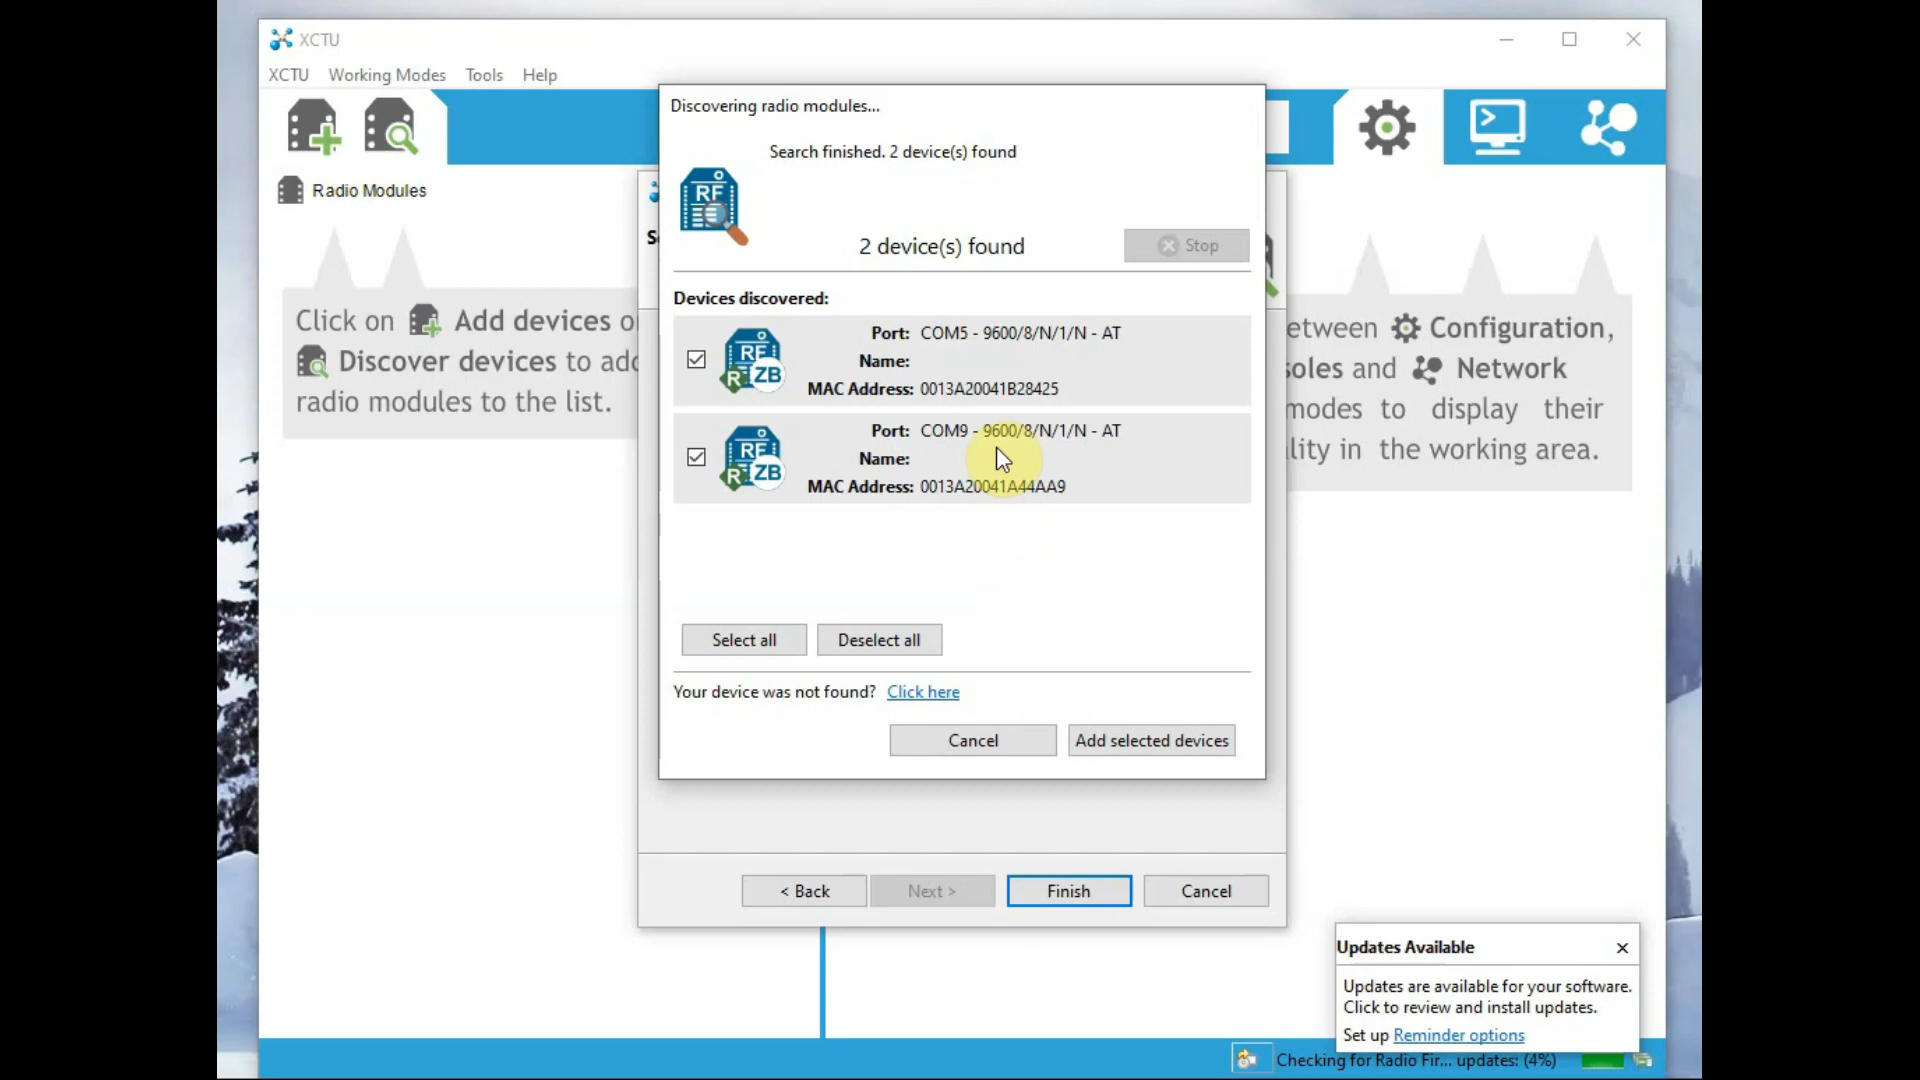 XCTU
XCTU Working Modes Tools Help
Radio Modules
Click on Add devices
Discover devices to
radio modules to the list.
Discovering radio modules...
Search finished. 2 device(s) found
RF
2 device(s) found
Stop
Devices discovered:
RF
R ZB
Port: COM5 - 9600/8/N/1/N - AT
Name:
MAC Address: 0013A20041B28425
RF
R ZB
Port: COM9 - 9600/8/N/1/N - AT
Name:
MAC Address: 0013A20041A44AA9
Select all Deselect all
Your device was not found? Click here
Cancel Add selected devices
< Back Next > Finish Cancel
Configuration,
and Network
modes to display their
in the working area.
Updates Available
Updates are available for your software.
Click to review and install updates.
Set up Reminder options
Checking for Radio Fir... updates: (4%)